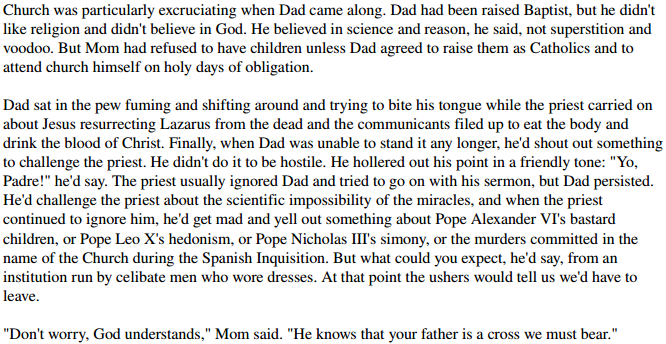 Church was particularly excruciating when Dad came along. Dad had been raised Baptist, but he didn't
like religion and didn't believe in God. He believed in science and reason, he said, not superstition and
voodoo. But Mom had refused to have children unless Dad agreed to raise them as Catholics and to
attend church himself on holy days of obligation.

Dad sat in the pew fuming and shifting around and trying to bite his tongue while the priest carried on
about Jesus resurrecting Lazarus from the dead and the communicants filed up to eat the body and
drink the blood of Christ. Finally, when Dad was unable to stand it any longer, he'd shout out something
to challenge the priest. He didn't do it to be hostile. He hollered out his point in a friendly tone: "Yo,
Padre!" he'd say. The priest usually ignored Dad and tried to go on with his sermon, but Dad persisted.
He'd challenge the priest about the scientific impossibility of the miracles, and when the priest
continued to ignore him, he'd get mad and yell out something about Pope Alexander VI's bastard
children, or Pope Leo X's hedonism, or Pope Nicholas III's simony, or the murders committed in the
name of the Church during the Spanish Inquisition. But what could you expect, he'd say, from an
institution run by celibate men who wore dresses. At that point the ushers would tell us we'd have to
leave.

"Don't worry, God understands," Mom said. "He knows that your father is a cross we must bear."